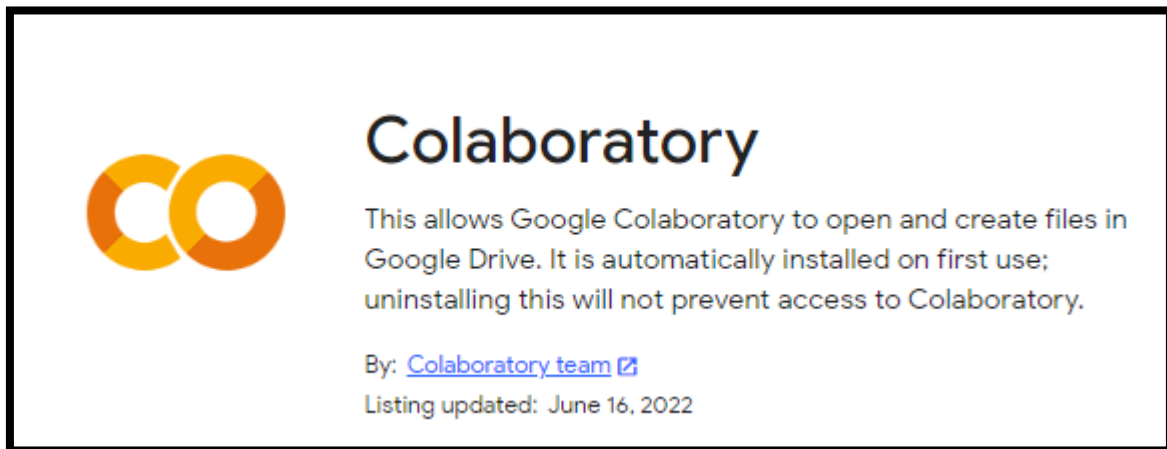 Colaboratory
This allows Google Colaboratory to open and create files in
Google Drive. It is automatically installed on first use;
uninstalling this will not prevent access to Colaboratory.
By: Colaboratory team
Listing updated: June 16, 2022